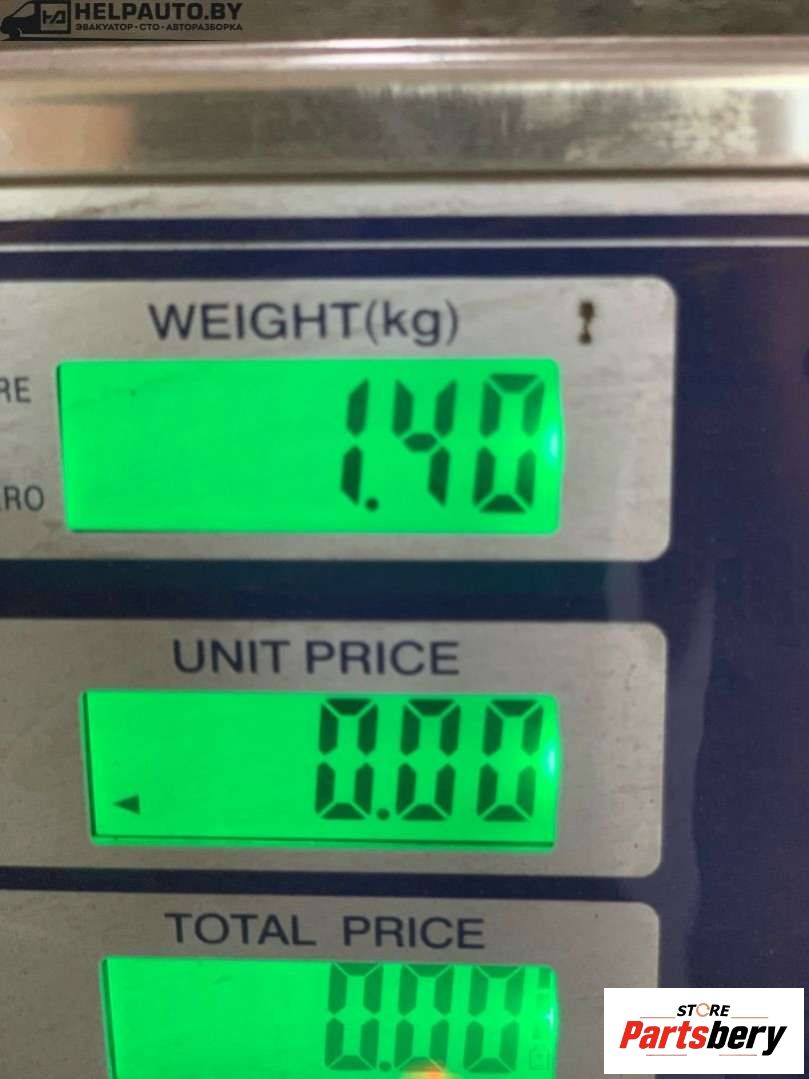 HELPAUTO.BY
ЭВАКУАТОР • СТО • АВТОРАЗБОРКА
WEIGHT(kg)
RE
1.40
RO
UNIT PRICE
0.00
TOTAL PRICE
0.00
STORE
Partsbery